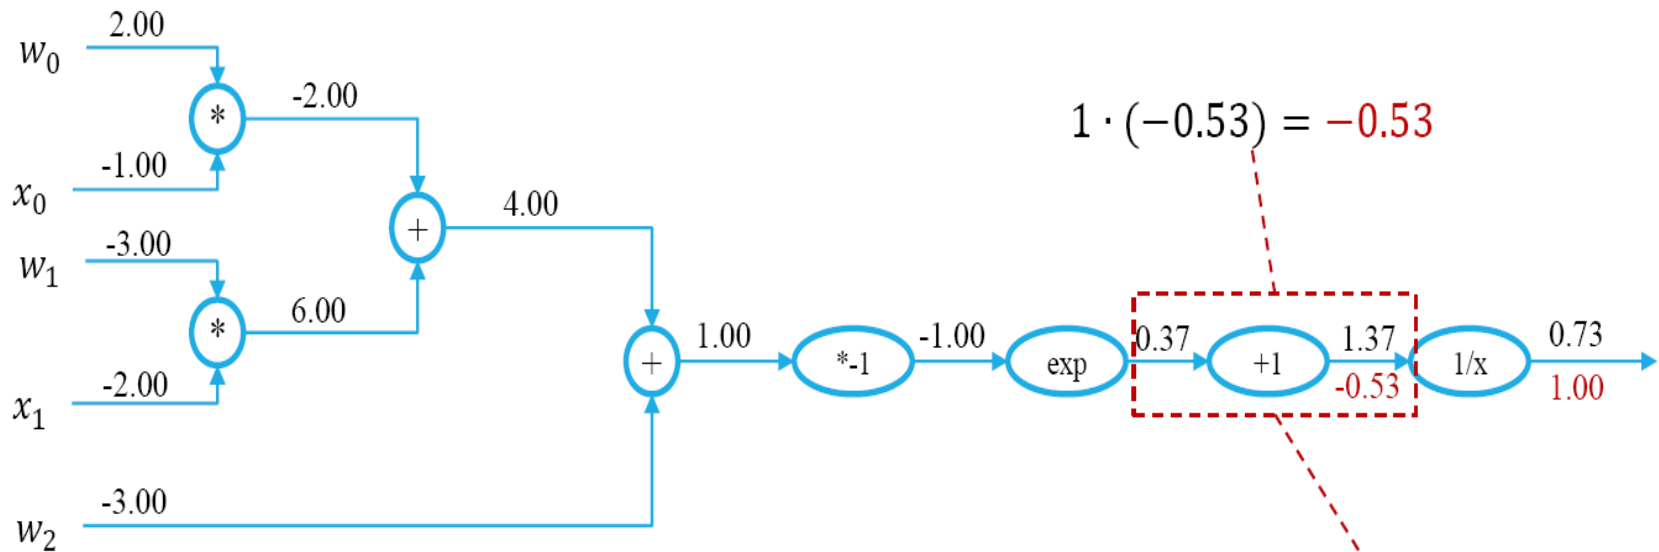 w₀ 2.00
*
-2.00
x₀ -1.00
w₁ -3.00
*
6.00
x₁ -2.00
+
4.00
w₂ -3.00
+
1.00
*-1
-1.00
exp
0.37
+1
1.37
-0.53
1/x
0.73
1.00
1 · (−0.53) = −0.53